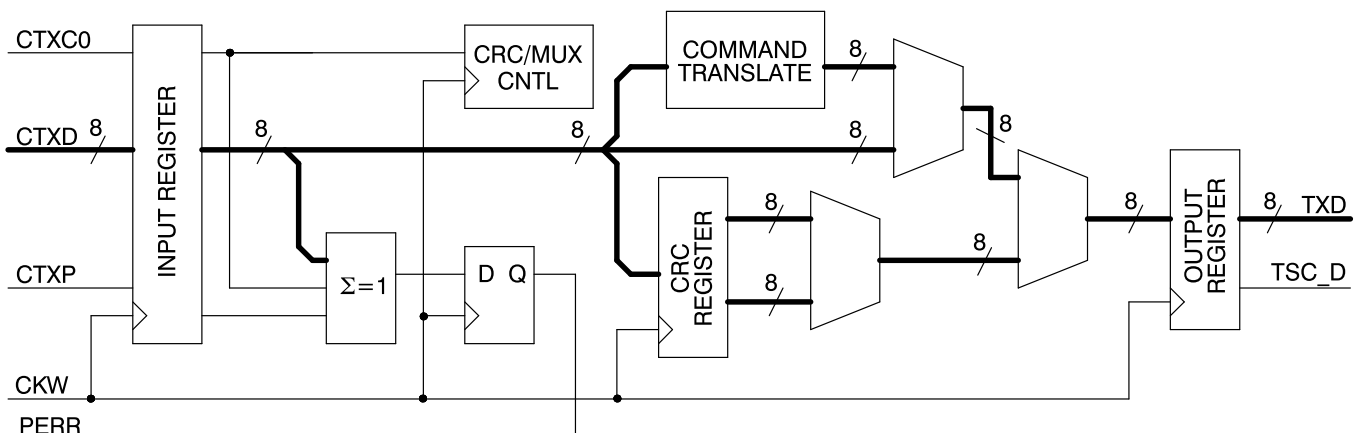 CTXC0
CTXD
8
CTXP
CKW
PERR
INPUT REGISTER
8
Σ=1
CRC/MUX
CNTL
D Q
8
COMMAND
TRANSLATE
8
8
CRC
REGISTER
8
8
8
8
8
OUTPUT
REGISTER
8
TXD
TSC_D